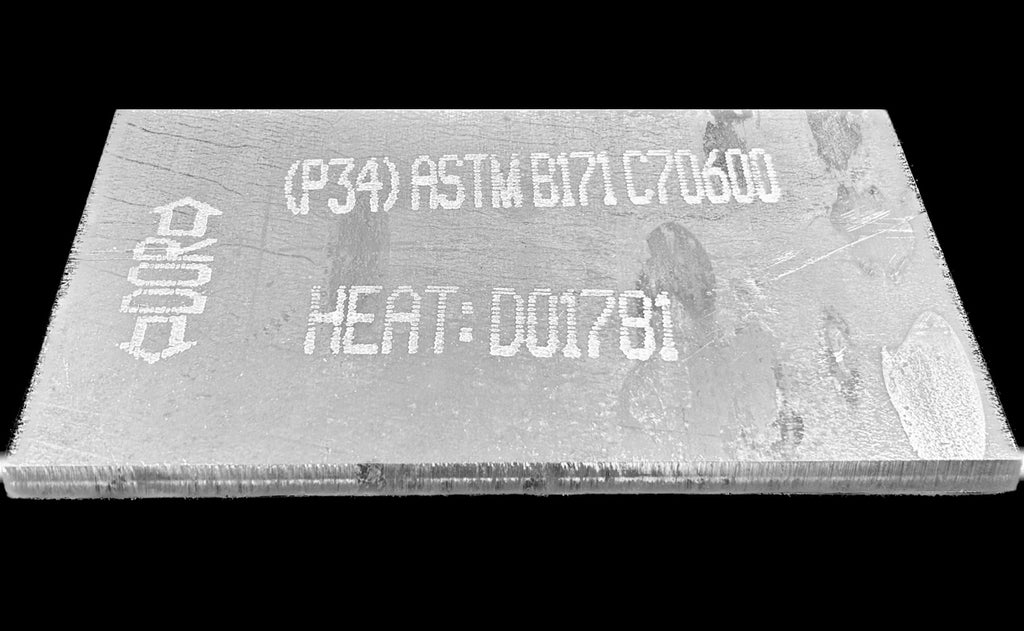 (P34) ASTM B171 C70600
HEAT: D01781